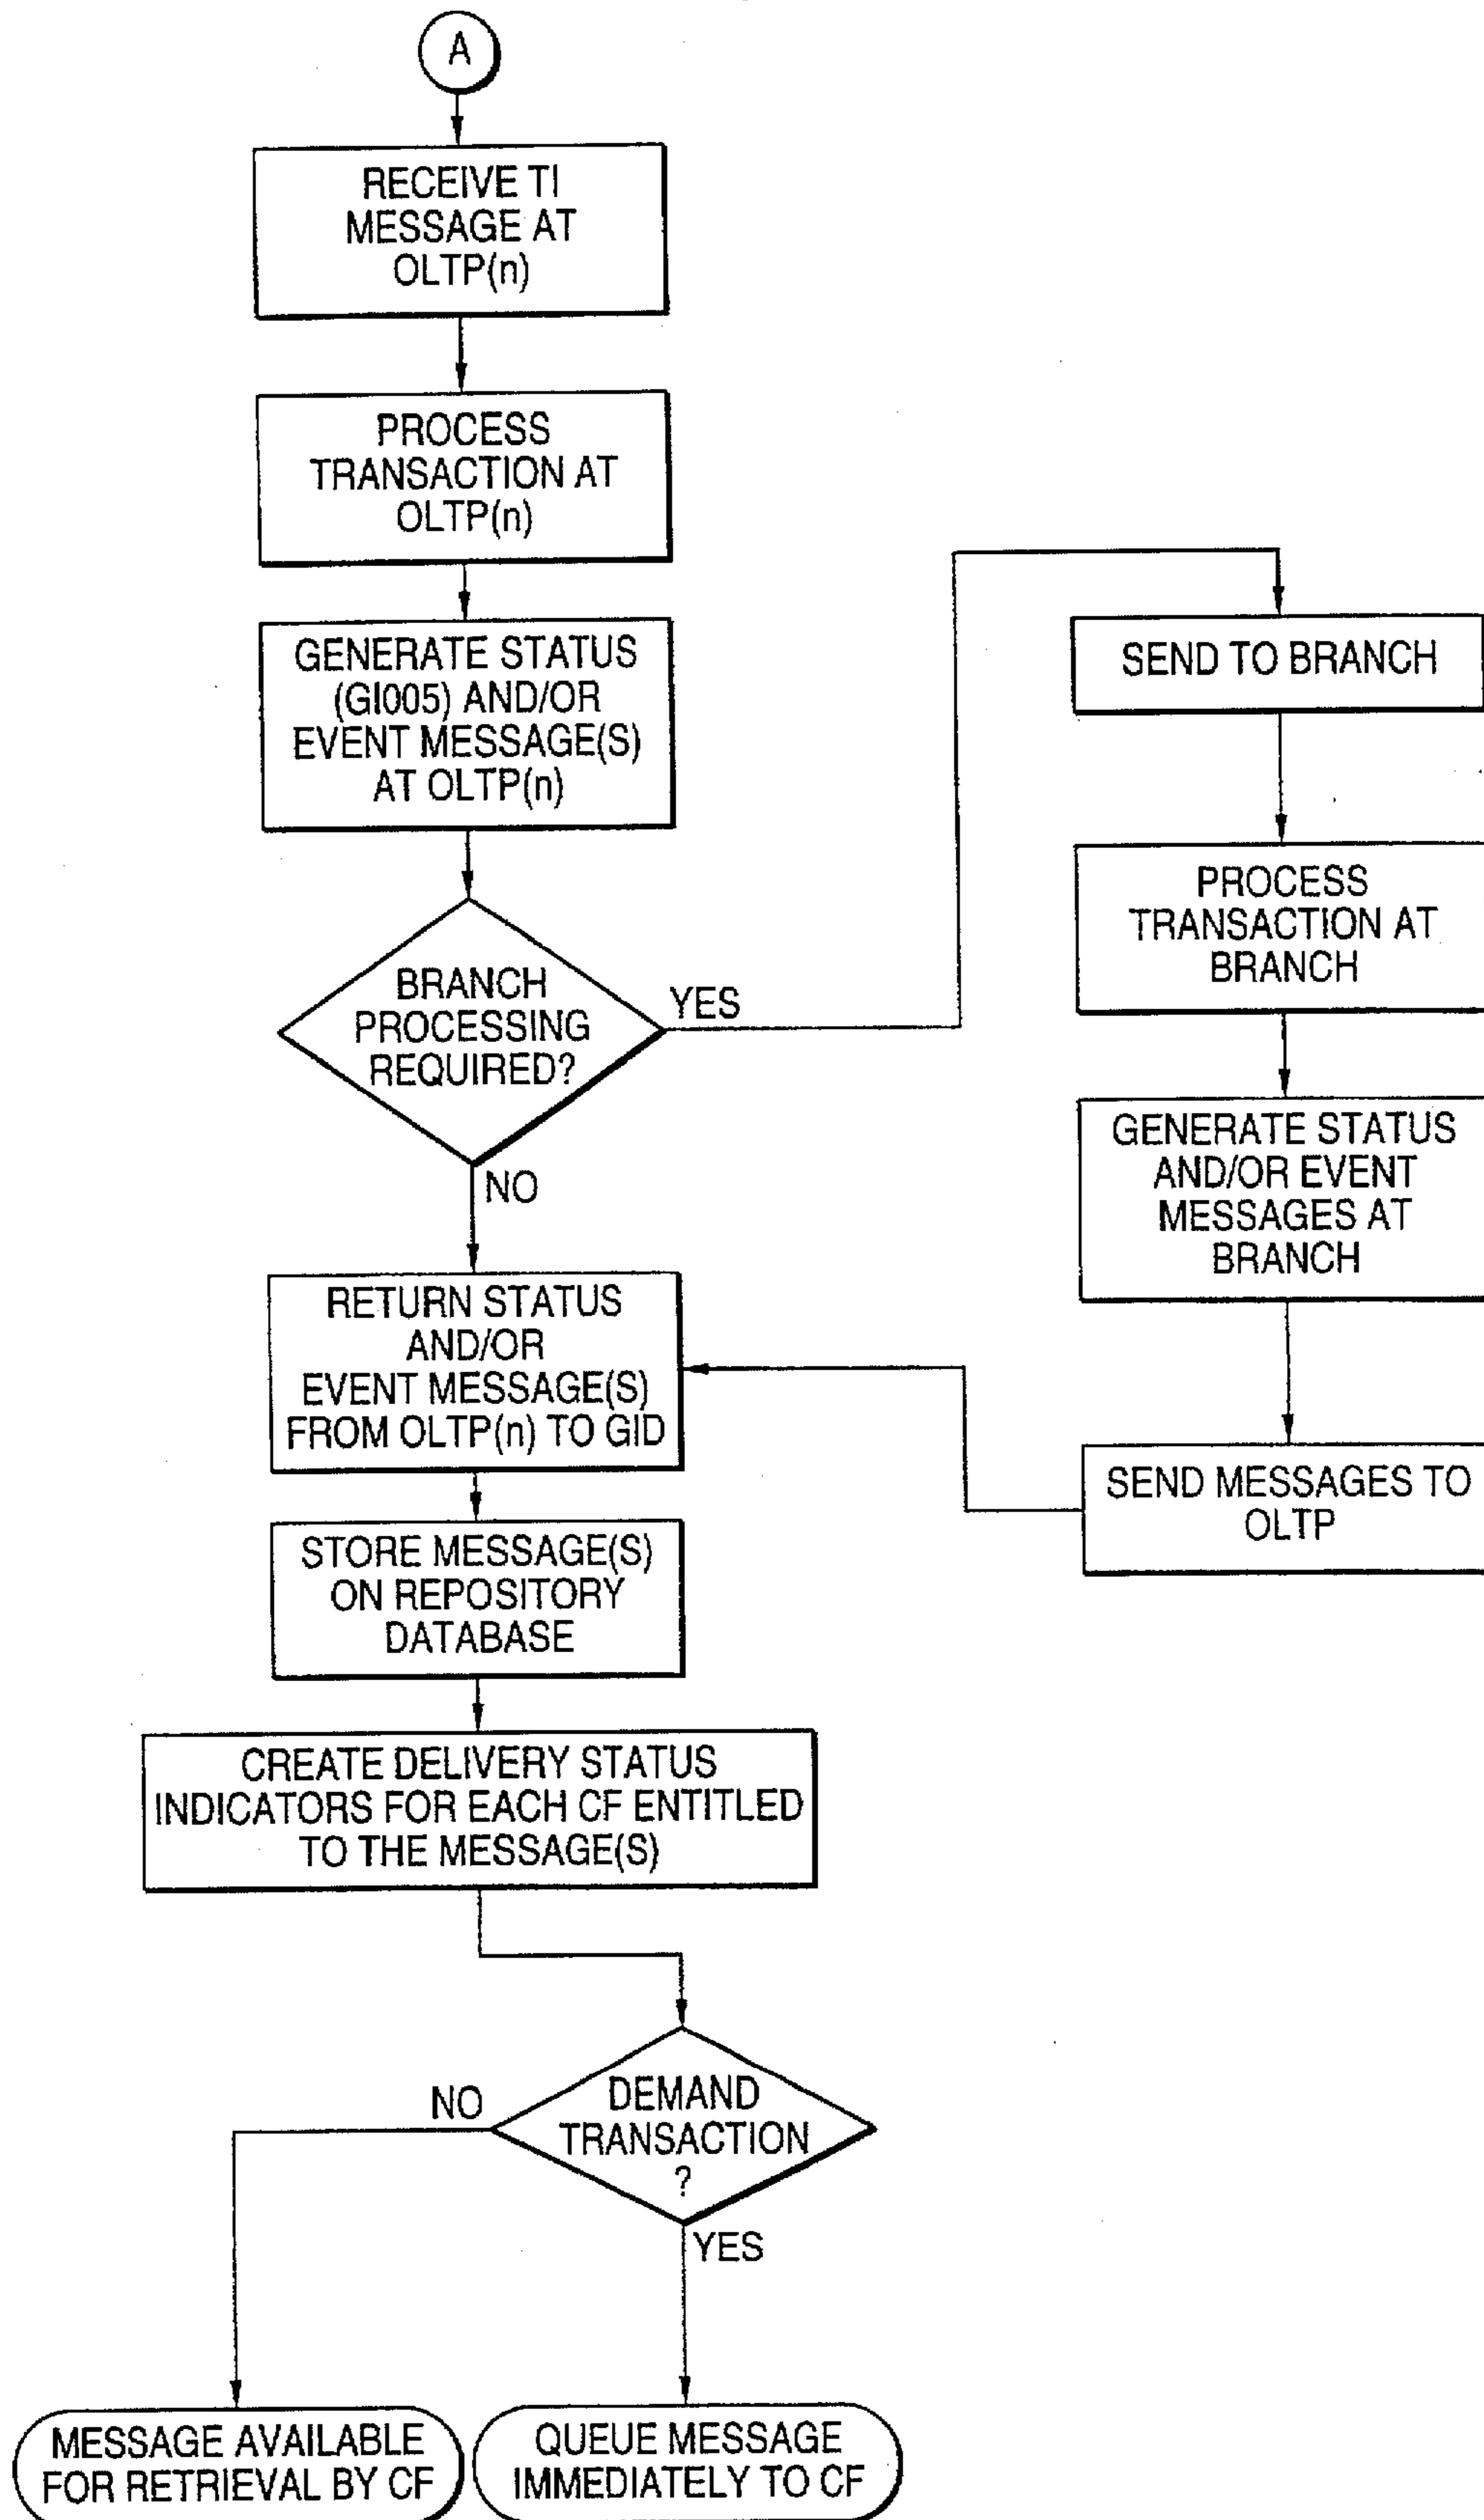 A
RECEIVE TI
MESSAGE AT
OLTP(n)
PROCESS
TRANSACTION AT
OLTP(n)
GENERATE STATUS
(GI005) AND/OR
EVENT MESSAGE(S)
AT OLTP(n)
BRANCH
PROCESSING
REQUIRED?
YES
NO
SEND TO BRANCH
PROCESS
TRANSACTION AT
BRANCH
GENERATE STATUS
AND/OR EVENT
MESSAGES AT
BRANCH
SEND MESSAGES TO
OLTP
RETURN STATUS
AND/OR
EVENT MESSAGE(S)
FROM OLTP(n) TO GID
STORE MESSAGE(S)
ON REPOSITORY
DATABASE
CREATE DELIVERY STATUS
INDICATORS FOR EACH CF ENTITLED
TO THE MESSAGE(S)
DEMAND
TRANSACTION
?
NO
YES
MESSAGE AVAILABLE
FOR RETRIEVAL BY CF
QUEUE MESSAGE
IMMEDIATELY TO CF